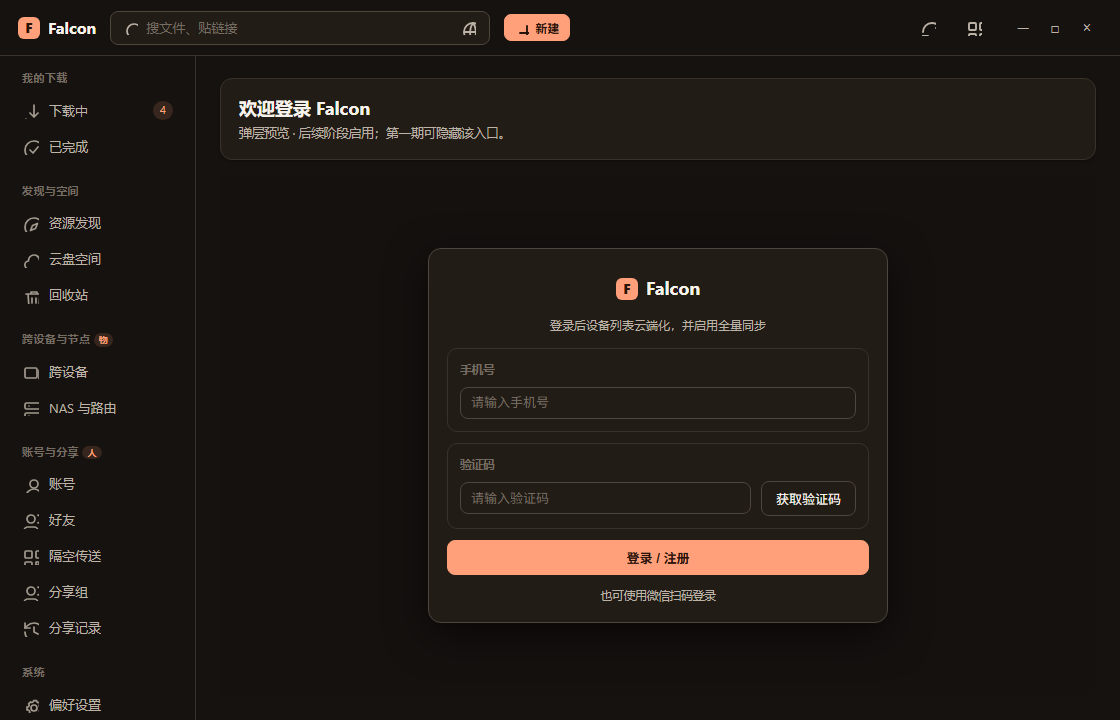 F Falcon
搜文件、贴链接
新建
我的下载
下载中 4
已完成
发现与空间
资源发现
云盘空间
回收站
跨设备与节点 物
跨设备
NAS 与路由
账号与分享 人
账号
好友
隔空传送
分享组
分享记录
系统
偏好设置
欢迎登录 Falcon
弹层预览 · 后续阶段启用；第一期可隐藏该入口。
F Falcon
登录后设备列表云端化，并启用全量同步
手机号
请输入手机号
验证码
请输入验证码
获取验证码
登录 / 注册
也可使用微信扫码登录